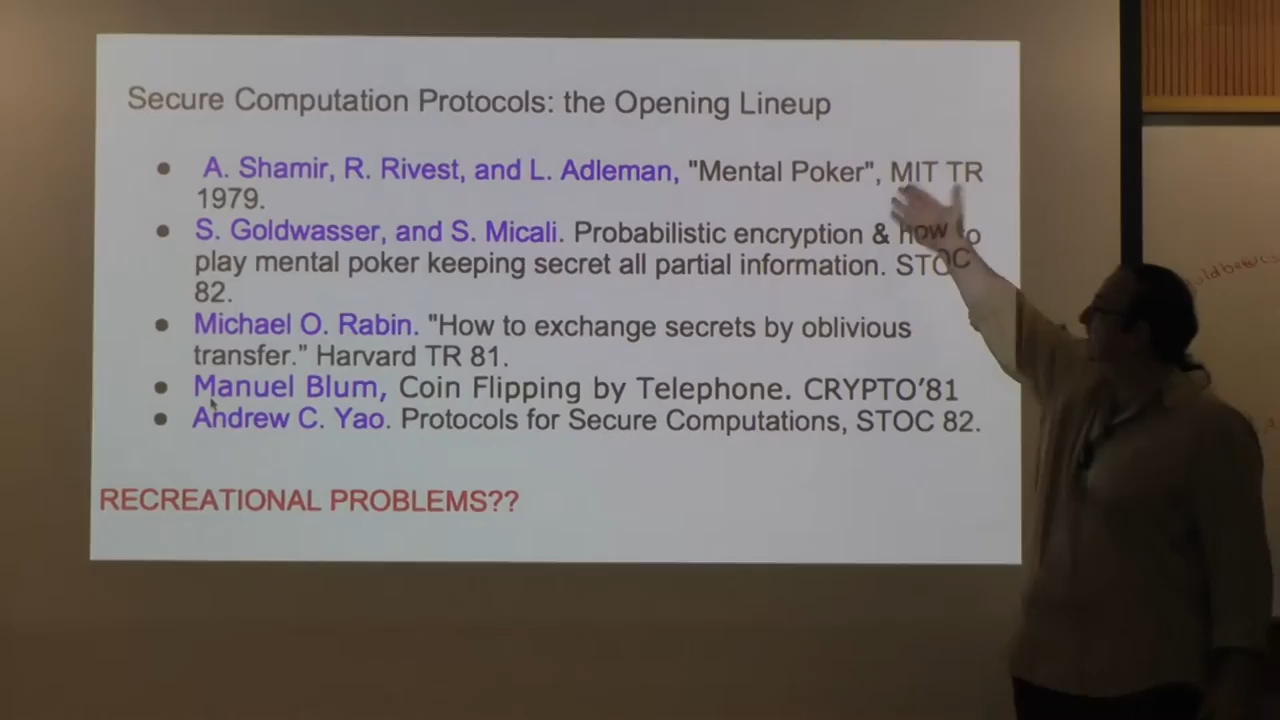 Secure Computation Protocols: the Opening Lineup
● A. Shamir, R. Rivest, and L. Adleman, "Mental Poker", MIT TR
1979.
● S. Goldwasser, and S. Micali. Probabilistic encryption & how to
play mental poker keeping secret all partial information. STOC
82.
● Michael O. Rabin. "How to exchange secrets by oblivious
transfer.” Harvard TR 81.
● Manuel Blum, Coin Flipping by Telephone. CRYPTO’81
● Andrew C. Yao. Protocols for Secure Computations, STOC 82.
RECREATIONAL PROBLEMS??